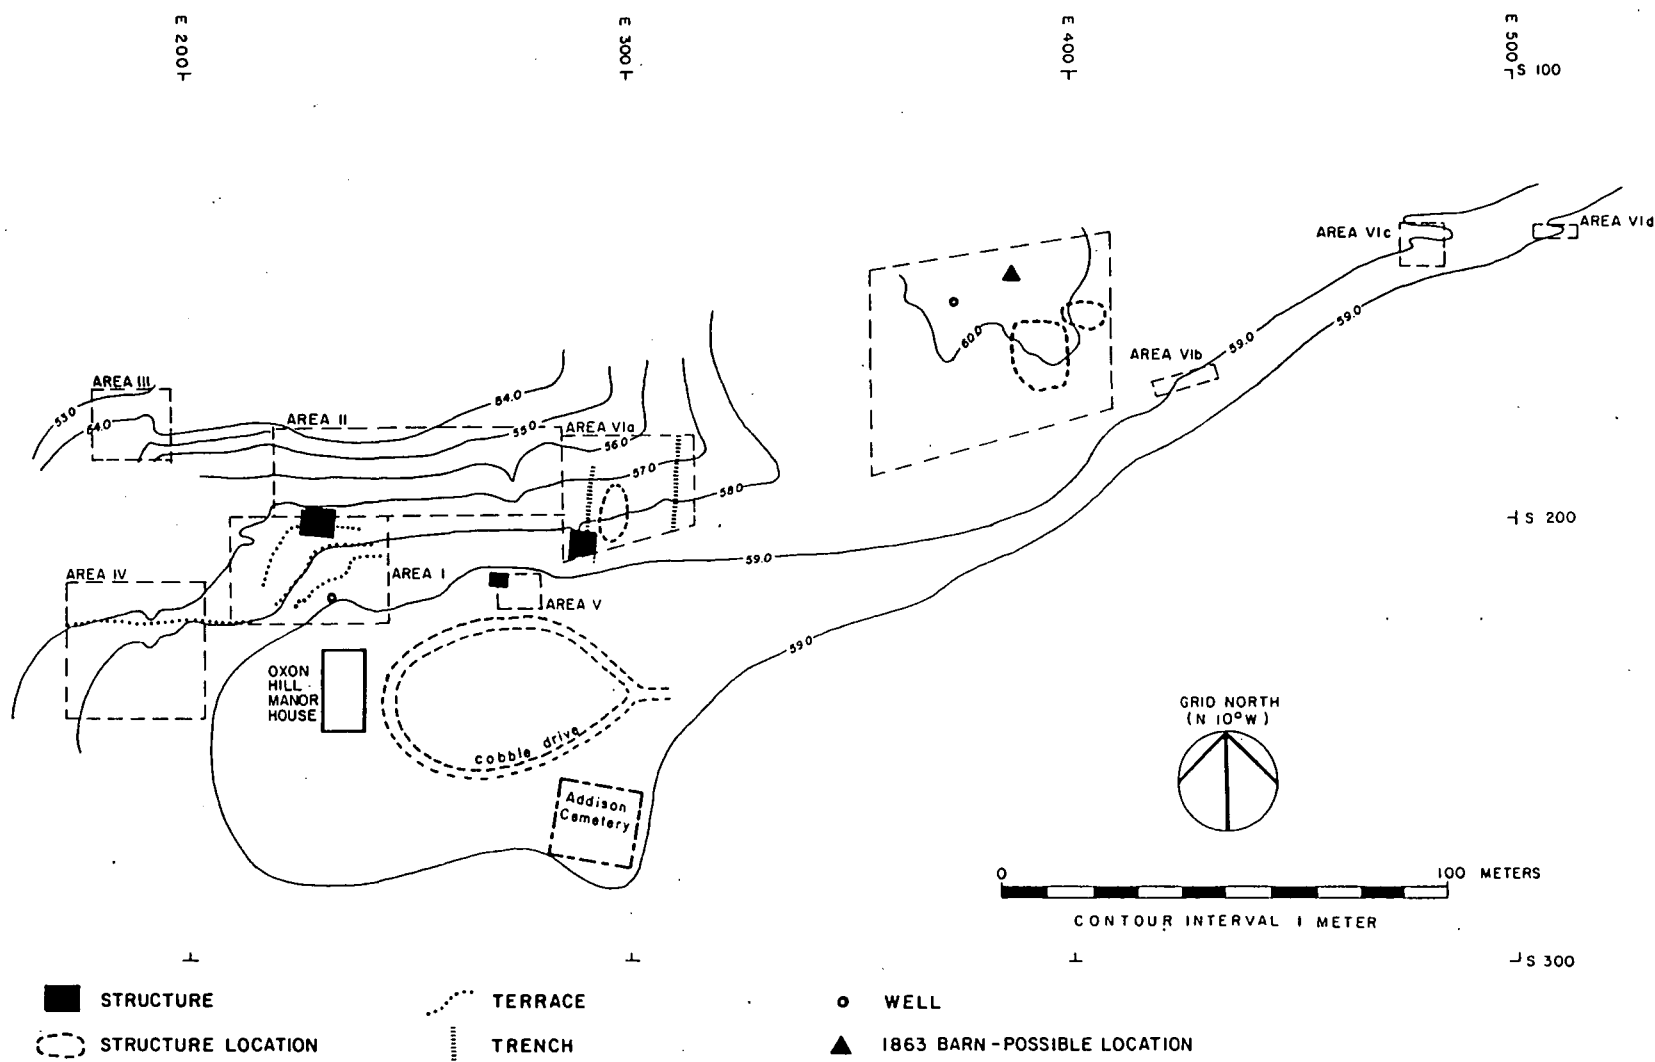 E 200
E 300
E 400
E 500
S 100
AREA VIc
AREA VId
60.0
59.0
59.0
AREA VIb
AREA III
53.0
54.0
AREA II
54.0
55.0
AREA VIa
56.0
57.0
58.0
S 200
59.0
AREA IV
AREA I
AREA V
59.0
OXON
HILL
MANOR
HOUSE
cobble drive
GRID NORTH
(N 10°W)
Addison
Cemetery
0 100 METERS
CONTOUR INTERVAL 1 METER
S 300
STRUCTURE
TERRACE
WELL
STRUCTURE LOCATION
TRENCH
1863 BARN-POSSIBLE LOCATION